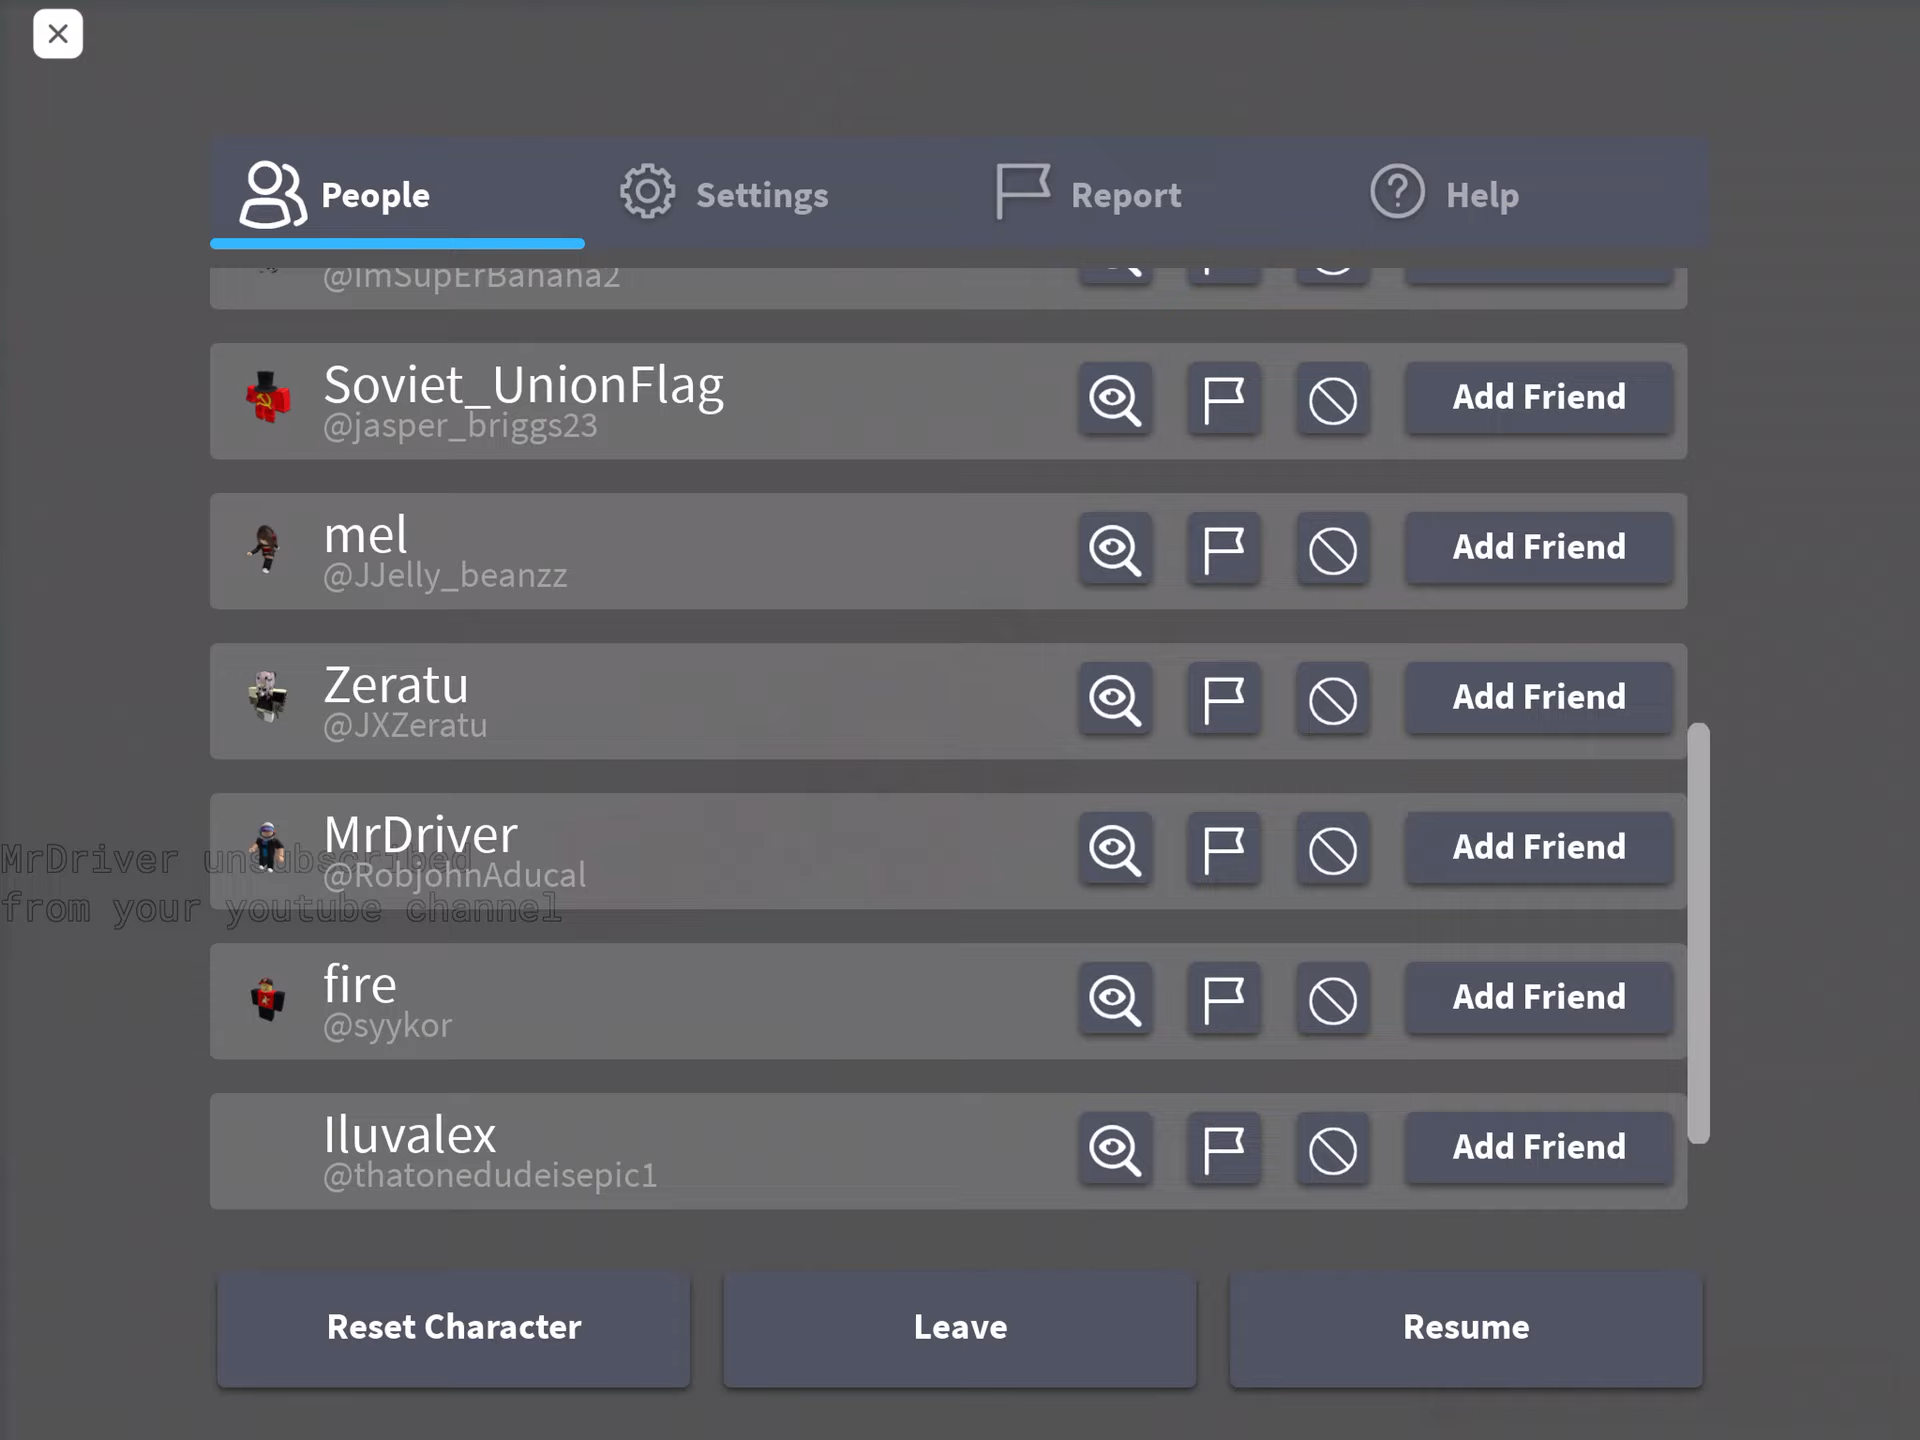 People
Settings
Report
Help
@ImSupErBanana2
Soviet_UnionFlag
@jasper_briggs23
Add Friend
mel
@JJelly_beanzz
Add Friend
Zeratu
@JXZeratu
Add Friend
MrDriver
@RobjohnAducal
Add Friend
MrDriver unsubscribed
from your youtube channel
fire
@syykor
Add Friend
Iluvalex
@thatonedudeisepic1
Add Friend
Reset Character
Leave
Resume